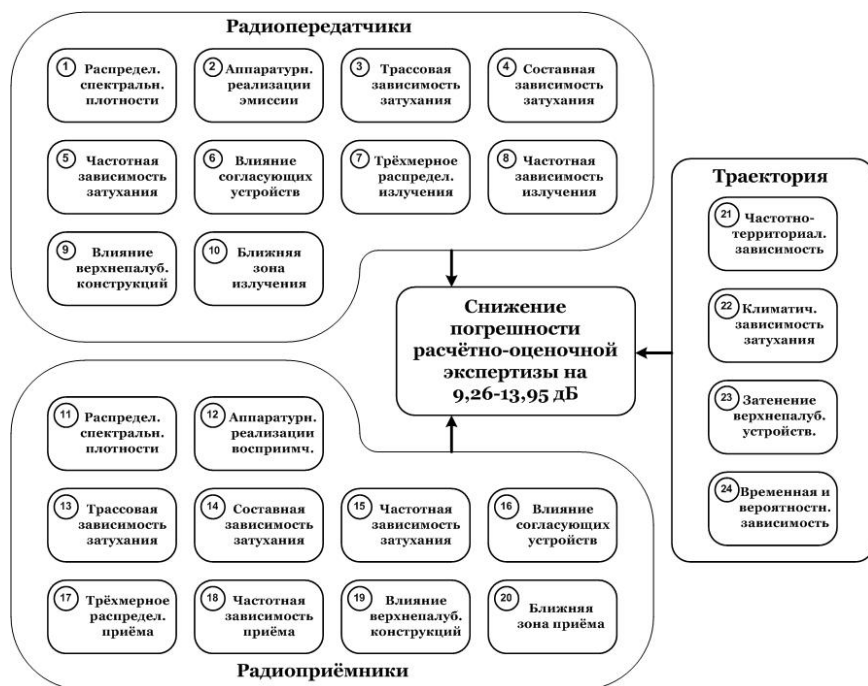 Радиопередатчики
1 Распредел.
спектральн.
плотности
2 Аппаратурн.
реализации
эмиссии
3 Трассовая
зависимость
затухания
4 Составная
зависимость
затухания
5 Частотная
зависимость
затухания
6 Влияние
согласующих
устройств
7 Трёхмерное
распредел.
излучения
8 Частотная
зависимость
излучения
9 Влияние
верхнепалуб.
конструкций
10 Ближняя
зона
излучения
Траектория
21 Частотно-
территориал.
зависимость
22 Климатич.
зависимость
затухания
23 Затенение
верхнепалуб.
устройств.
24 Временная и
вероятностн.
зависимость
Снижение
погрешности
расчётно-оценочной
экспертизы на
9,26-13,95 дБ
11 Распредел.
спектральн.
плотности
12 Аппаратурн.
реализации
восприимч.
13 Трассовая
зависимость
затухания
14 Составная
зависимость
затухания
15 Частотная
зависимость
затухания
16 Влияние
согласующих
устройств
17 Трёхмерное
распредел.
приёма
18 Частотная
зависимость
приёма
19 Влияние
верхнепалуб.
конструкций
20 Ближняя
зона приёма
Радиоприёмники